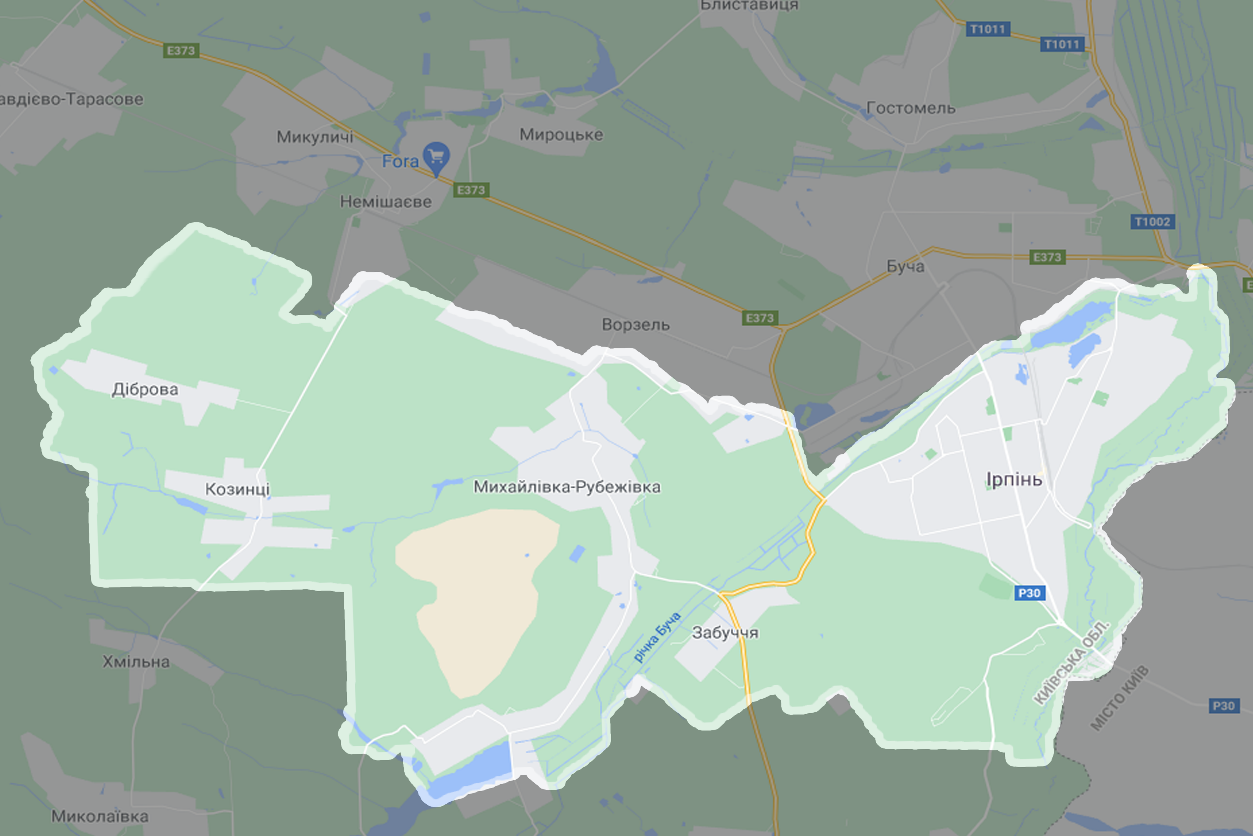 Блиставиця
T1011
T1011
E373
авдієво-Тарасове
Гостомель
Микуличі
Мироцьке
Fora
E373
Немішаєве
T1002
E373
Буча
E373
Ворзель
Діброва
Ірпінь
Козинці
Михайлівка-Рубежівка
P30
річка Буча
Забуччя
КИЇВСЬКА ОБЛ.
МІСТО КИЇВ
Хмільна
P30
Миколаївка